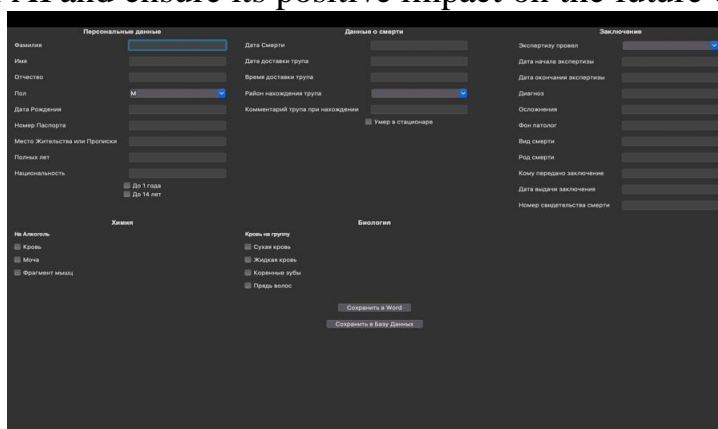 AI and ensure its positive impact on the future
Персональные данные
Фамилия
Имя
Отчество
Пол
М
Дата Рождения
Номер Паспорта
Место Жительства или Прописки
Полных лет
Национальность
До 1 года
До 14 лет
Данные о смерти
Дата Смерти
Дата доставки трупа
Время доставки трупа
Район нахождения трупа
Комментарий трупа при нахождении
Умер в стационаре
Заключение
Экспертизу провел
Дата начала экспертизы
Дата окончания экспертизы
Диагноз
Осложнения
Фон патолог
Вид смерти
Род смерти
Кому передано заключение
Дата выдачи заключения
Номер свидетельства смерти
Химия
На Алкоголь
Кровь
Моча
Фрагмент мышц
Биология
Кровь на группу
Сухая кровь
Жидкая кровь
Коренные зубы
Прядь волос
Сохранить в Word
Сохранить в Базу Данных